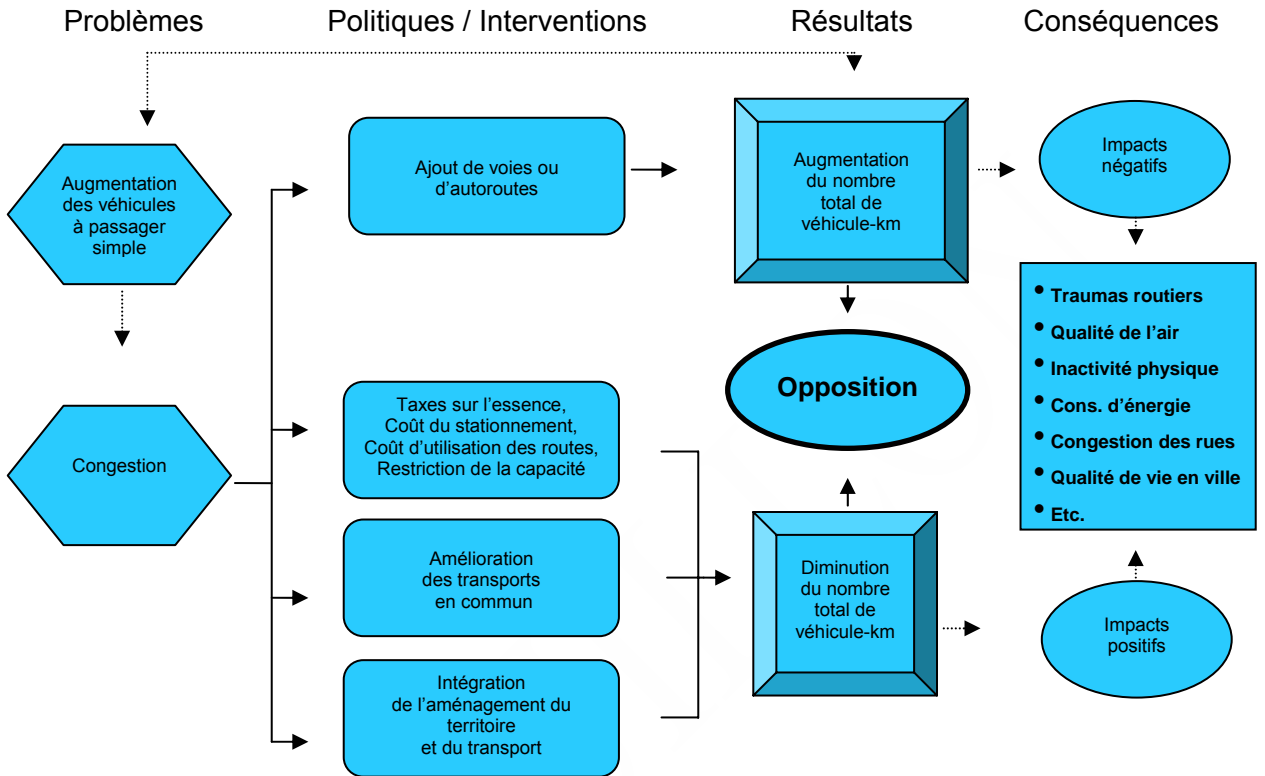 Problèmes
Politiques / Interventions
Résultats
Conséquences
Augmentation
des véhicules
à passager
simple
Ajout de voies ou
d’autoroutes
Augmentation
du nombre
total de
véhicule-km
Impacts
négatifs
Congestion
Taxes sur l’essence,
Coût du stationnement,
Coût d’utilisation des routes,
Restriction de la capacité
Opposition
• Traumas routiers
• Qualité de l’air
• Inactivité physique
• Cons. d’énergie
• Congestion des rues
• Qualité de vie en ville
• Etc.
Amélioration
des transports
en commun
Diminution
du nombre
total de
véhicule-km
Impacts
positifs
Intégration
de l’aménagement du
territoire
et du transport